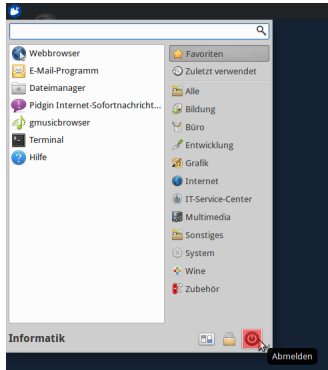 Webbrowser
E-Mail-Programm
Dateimanager
Pidgin Internet-Sofortnachricht...
gmusicbrowser
Terminal
Hilfe
Favoriten
Zuletzt verwendet
Alle
Bildung
Büro
Entwicklung
Grafik
Internet
IT-Service-Center
Multimedia
Sonstiges
System
Wine
Zubehör
Informatik
Abmelden